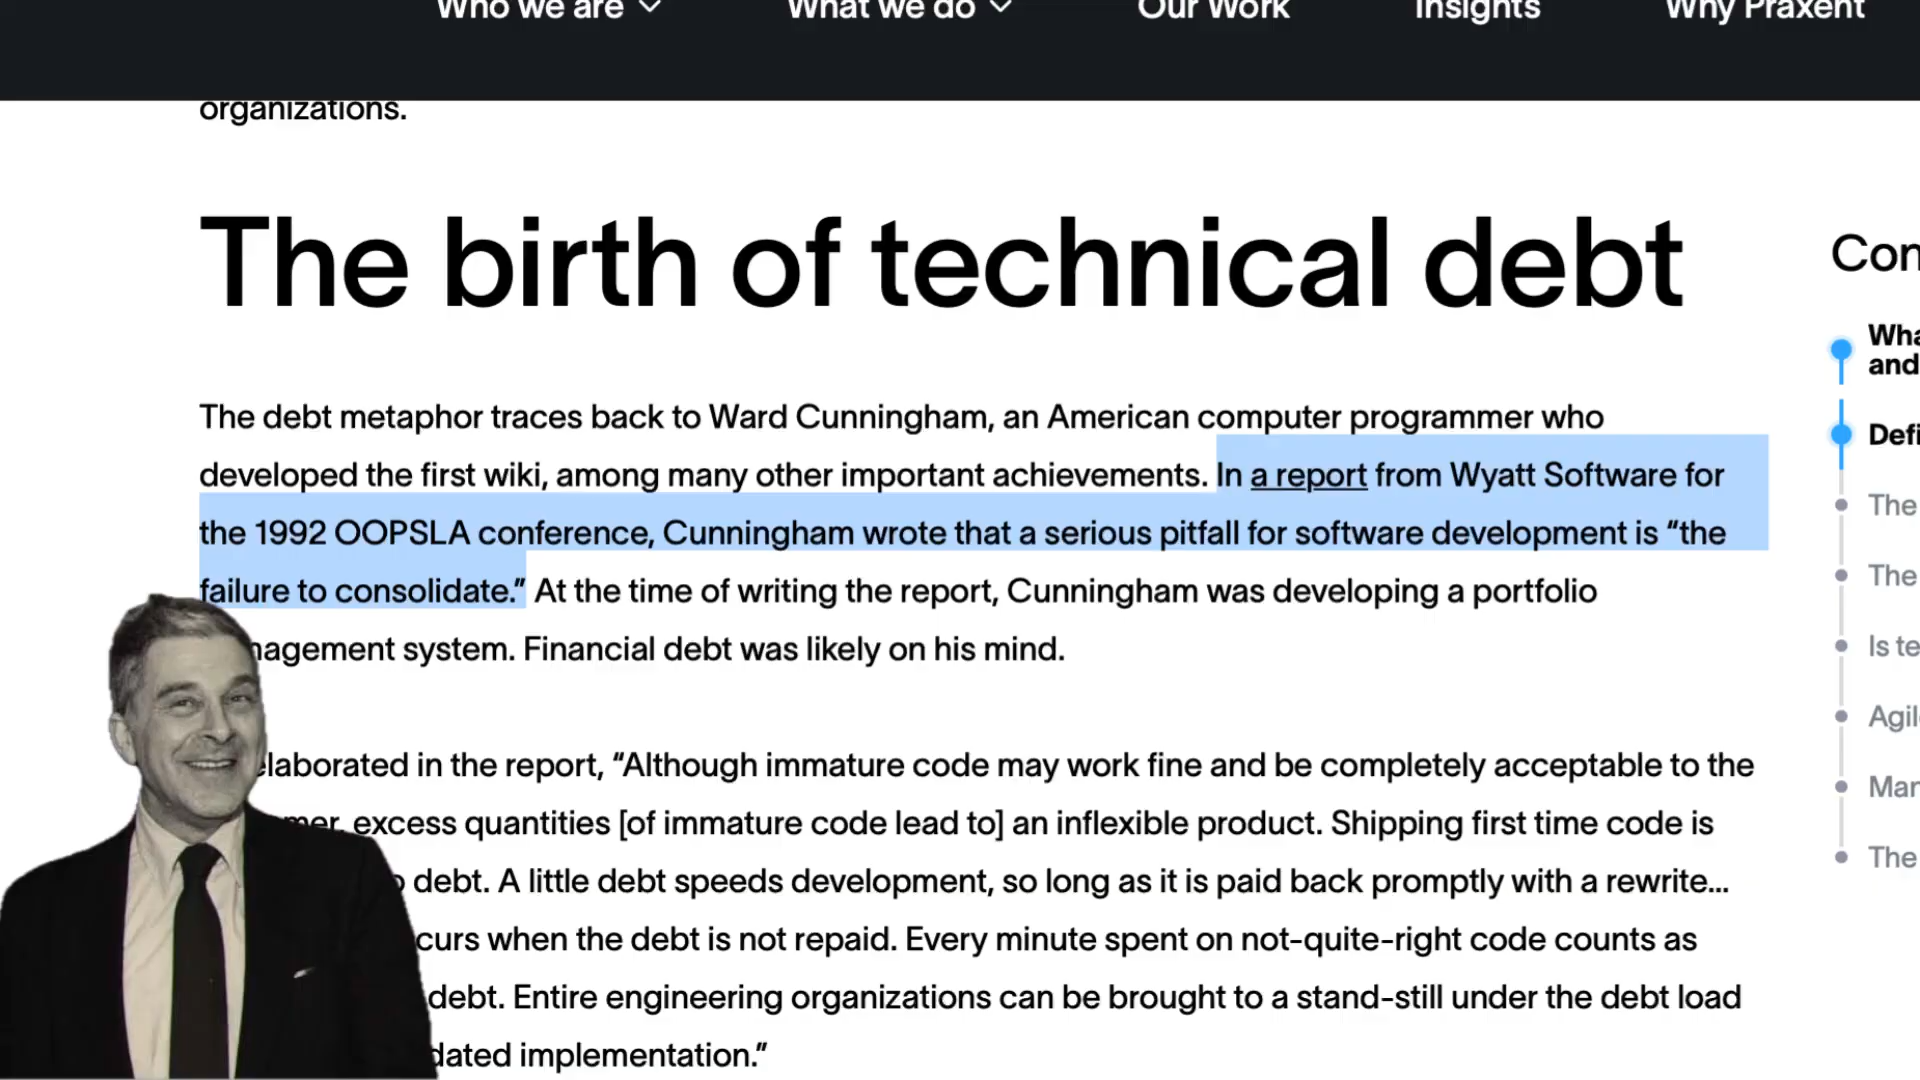 Who we are
What we do
Our Work
Insights
Why Praxent
organizations.
The birth of technical debt
The debt metaphor traces back to Ward Cunningham, an American computer programmer who
developed the first wiki, among many other important achievements. In a report from Wyatt Software for
the 1992 OOPSLA conference, Cunningham wrote that a serious pitfall for software development is “the
failure to consolidate.” At the time of writing the report, Cunningham was developing a portfolio
nagement system. Financial debt was likely on his mind.
elaborated in the report, “Although immature code may work fine and be completely acceptable to the
mer, excess quantities [of immature code lead to] an inflexible product. Shipping first time code is
debt. A little debt speeds development, so long as it is paid back promptly with a rewrite...
curs when the debt is not repaid. Every minute spent on not-quite-right code counts as
debt. Entire engineering organizations can be brought to a stand-still under the debt load
dated implementation.”
Con
Wha
and
Defi
The
The
Is te
Agil
Man
The